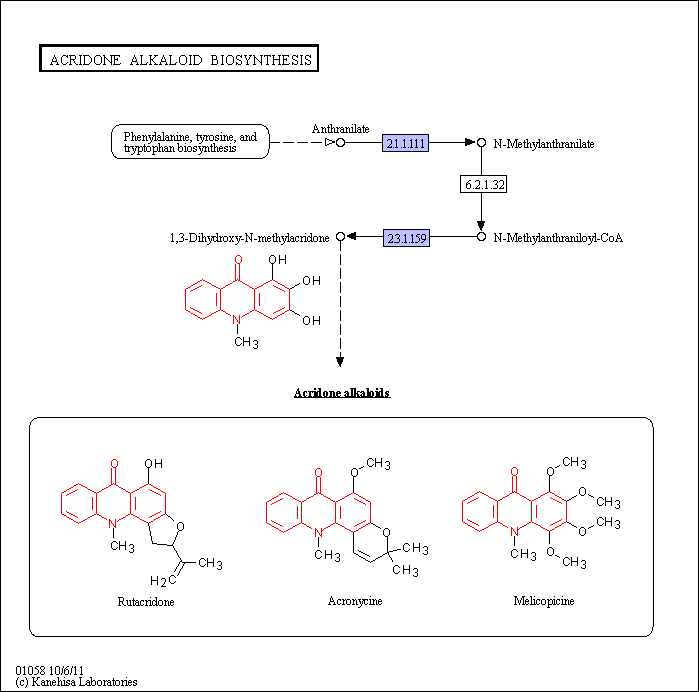 ACRIDONE ALKALOID BIOSYNTHESIS
Phenylalanine, tyrosine, and
tryptophan biosynthesis
Anthranilate
2.1.1.111
N-Methylanthranilate
6.2.1.32
1,3-Dihydroxy-N-methylacridone
2.3.1.159
N-Methylanthraniloyl-CoA
O
OH
OH
OH
N
CH3
Acridone alkaloids
O
OH
N
CH3
O
H2C
CH3
Rutacridone
O
O
CH3
N
CH3
O
CH3
CH3
Acronycine
O
O
CH3
O
CH3
O
CH3
O
CH3
N
CH3
Melicopicine
01058 10/6/11
(c) Kanehisa Laboratories